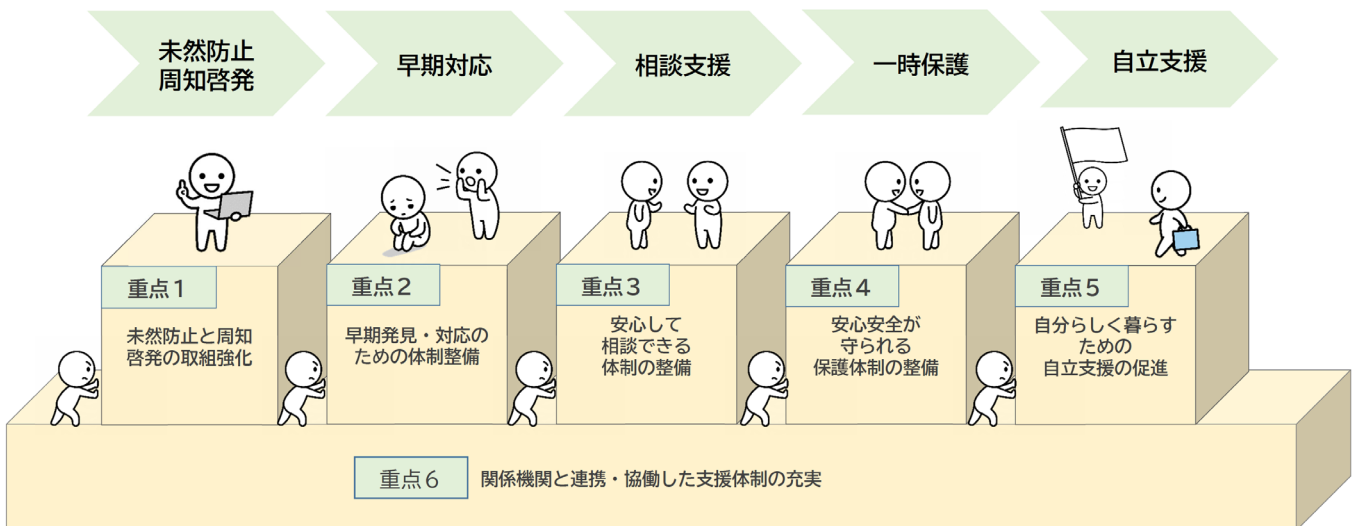 未然防止
周知啓発
早期対応
相談支援
一時保護
自立支援
重点1
未然防止と周知
啓発の取組強化
重点2
早期発見・対応の
ための体制整備
重点3
安心して
相談できる
体制の整備
重点4
安心安全が
守られる
保護体制の整備
重点5
自分らしく暮らす
ための
自立支援の促進
重点6
関係機関と連携・協働した支援体制の充実